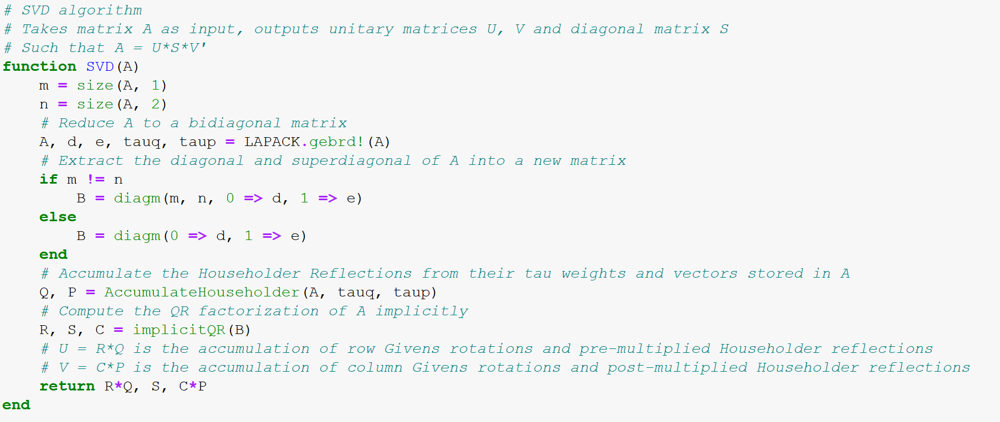 # SVD algorithm
# Takes matrix A as input, outputs unitary matrices U, V and diagonal matrix S
# Such that A = U*S*V'
function SVD(A)
    m = size(A, 1)
    n = size(A, 2)
    # Reduce A to a bidiagonal matrix
    A, d, e, tauq, taup = LAPACK.gebrd!(A)
    # Extract the diagonal and superdiagonal of A into a new matrix
    if m != n
        B = diagm(m, n, 0 => d, 1 => e)
    else
        B = diagm(0 => d, 1 => e)
    end
    # Accumulate the Householder Reflections from their tau weights and vectors stored in A
    Q, P = AccumulateHouseholder(A, tauq, taup)
    # Compute the QR factorization of A implicitly
    R, S, C = implicitQR(B)
    # U = R*Q is the accumulation of row Givens rotations and pre-multiplied Householder reflections
    # V = C*P is the accumulation of column Givens rotations and post-multiplied Householder reflections
    return R*Q, S, C*P
end